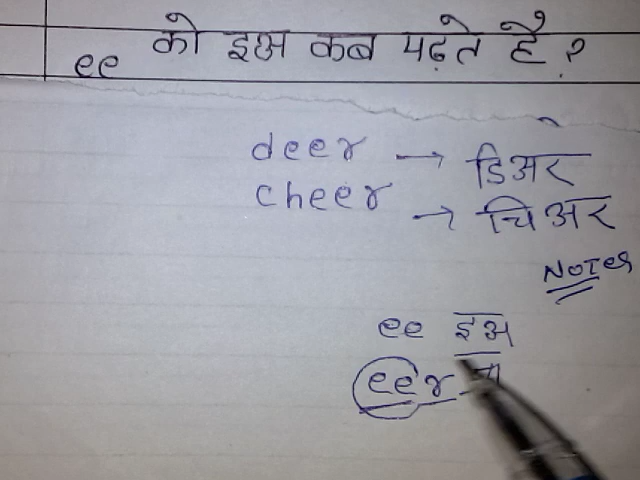 ee को इअ कब पढ़ते है?
deer → डिअर
cheer → चिअर
Notes
ee इअ
eer